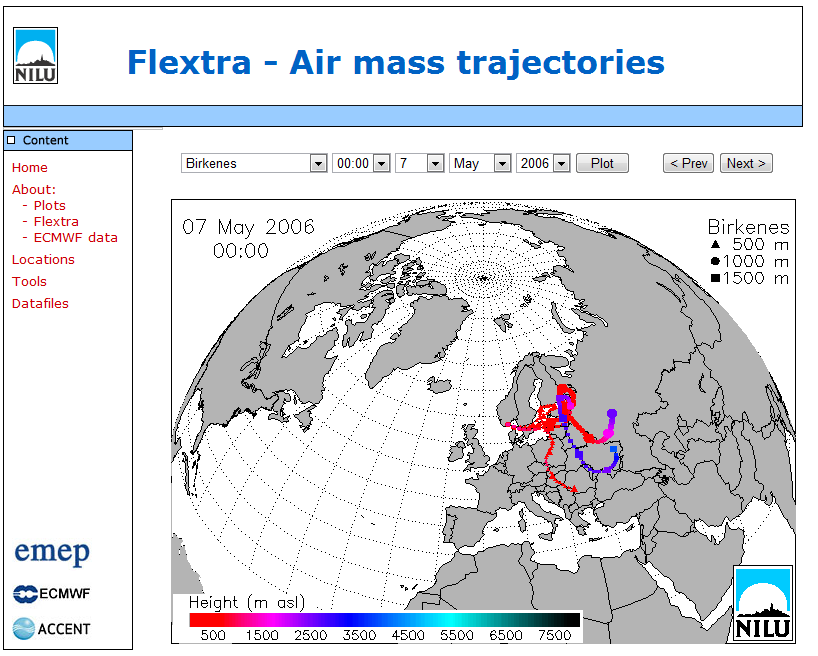 NILU
Flextra - Air mass trajectories
Content
Home
About:
- Plots
- Flextra
- ECMWF data
Locations
Tools
Datafiles
emep
ECMWF
ACCENT
Birkenes 00:00 7 May 2006 Plot < Prev Next >
07 May 2006
00:00
Birkenes
500 m
1000 m
1500 m
Height (m asl)
500 1500 2500 3500 4500 5500 6500 7500
NILU